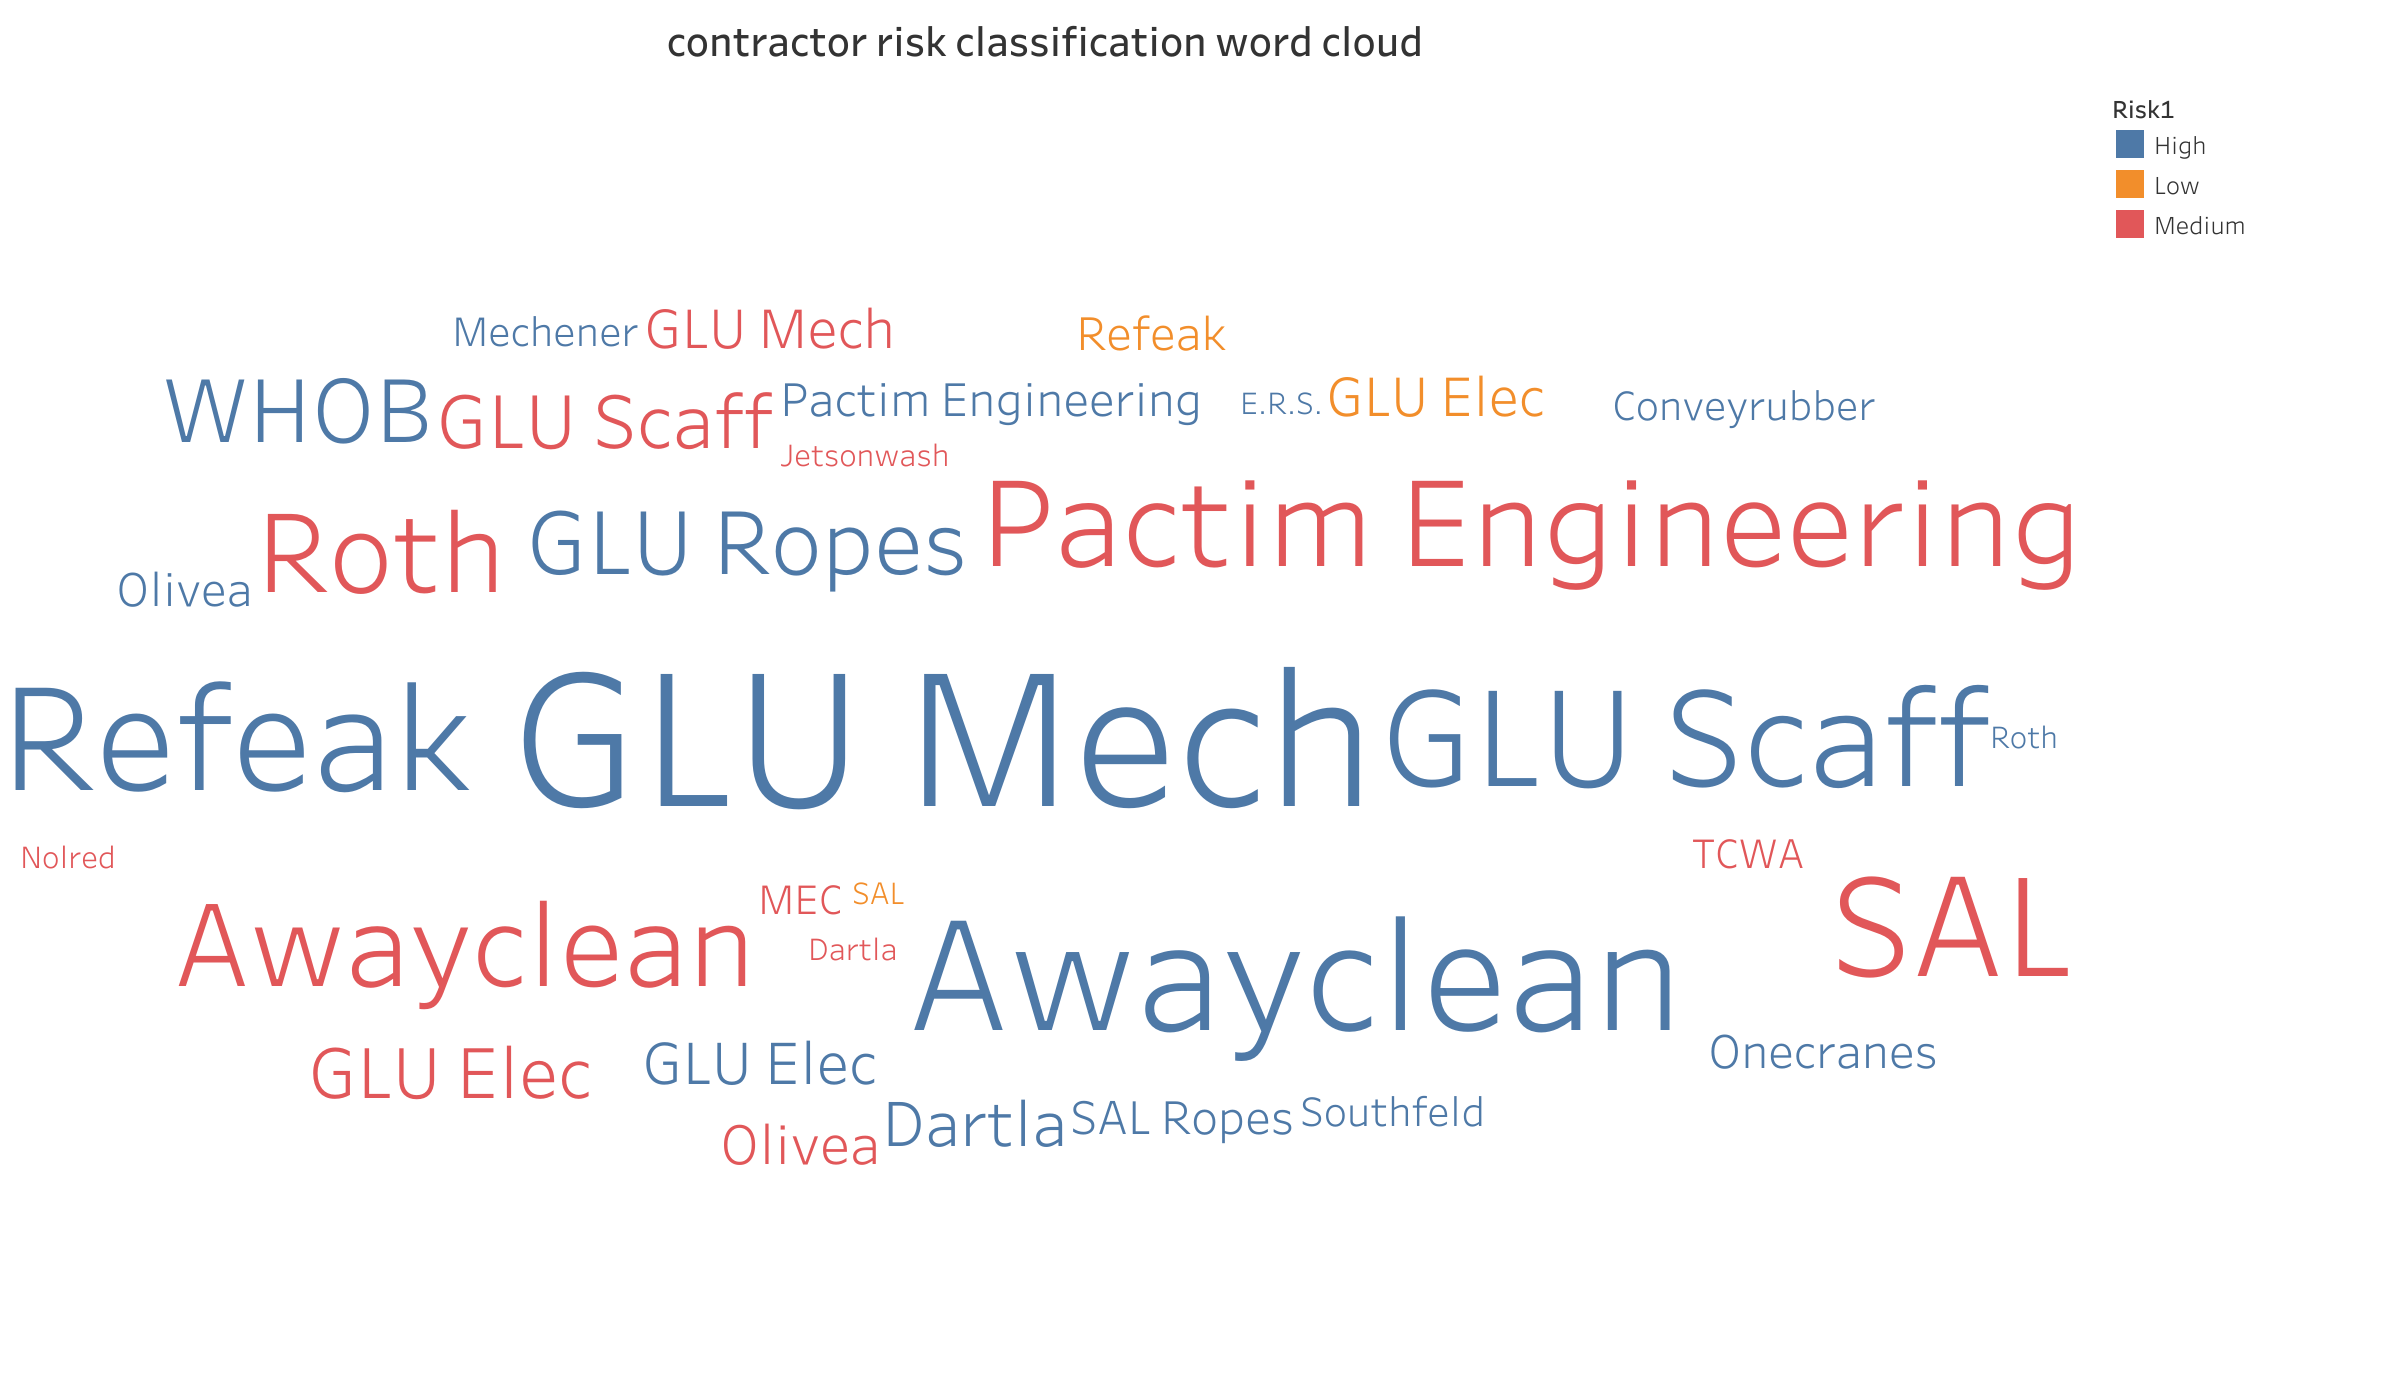 contractor risk classification word cloud
Risk1
High
Low
Medium
Mechener GLU Mech Refeak
WHOB GLU Scaff Pactim Engineering E.R.S. GLU Elec Conveyrubber
Jetsonwash
Roth GLU Ropes Pactim Engineering
Olivea
Refeak GLU Mech GLU Scaff Roth
Nolred TCWA
MEC SAL
Awayclean Dartla Awayclean SAL
GLU Elec GLU Elec Onecranes
Olivea Dartla SAL Ropes Southfeld